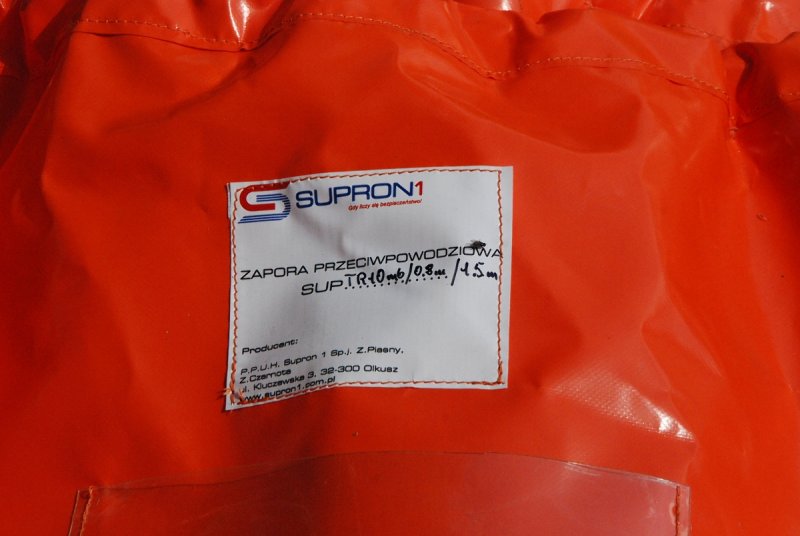 SUPRON1
Gdy liczy się bezpieczeństwo!
ZAPORA PRZECIWPOWODZIOWA
SUP TR10mb/0.8m/1.5m
Producent:
P.P.U.H. Supron 1 Sp.j. Z.Piasny,
Z.Czarnota
ul. Kluczewska 3, 32-300 Olkusz
www.supron1.com.pl